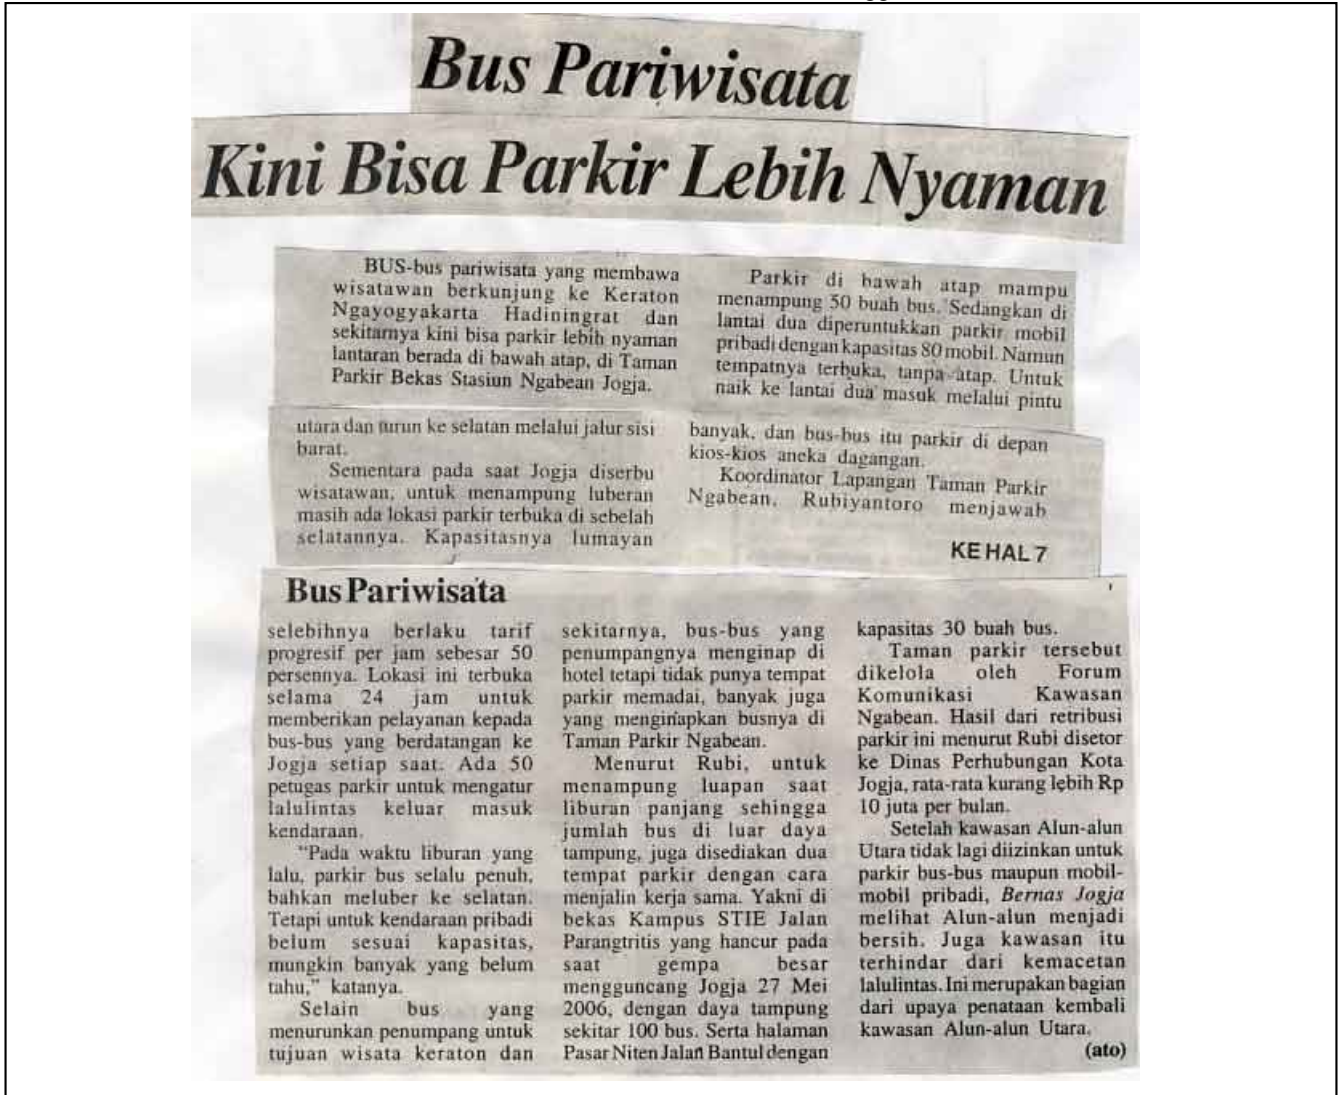 Bus Pariwisata
Kini Bisa Parkir Lebih Nyaman
BUS-bus pariwisata yang membawa
wisatawan berkunjung ke Keraton
Ngayogyakarta Hadiningrat dan
sekitarnya kini bisa parkir lebih nyaman
lantaran berada di bawah atap, di Taman
Parkir Bekas Stasiun Ngabean Jogja.
Parkir di bawah atap mampu
menampung 50 buah bus. Sedangkan di
lantai dua diperuntukkan parkir mobil
pribadi dengan kapasitas 80 mobil. Namun
tempatnya terbuka, tanpa atap. Untuk
naik ke lantai dua masuk melalui pintu
utara dan turun ke selatan melalui jalur sisi
barat.
Sementara pada saat Jogja diserbu
wisatawan, untuk menampung luberan
masih ada lokasi parkir terbuka di sebelah
selatannya. Kapasitasnya lumayan
banyak, dan bus-bus itu parkir di depan
kios-kios aneka dagangan.
Koordinator Lapangan Taman Parkir
Ngabean, Rubiyantoro menjawab
KE HAL 7
Bus Pariwisata
selebihnya berlaku tarif
progresif per jam sebesar 50
persennya. Lokasi ini terbuka
selama 24 jam untuk
memberikan pelayanan kepada
bus-bus yang berdatangan ke
Jogja setiap saat. Ada 50
petugas parkir untuk mengatur
lalulintas keluar masuk
kendaraan.
"Pada waktu liburan yang
lalu, parkir bus selalu penuh,
bahkan meluber ke selatan.
Tetapi untuk kendaraan pribadi
belum sesuai kapasitas,
mungkin banyak yang belum
tahu," katanya.
Selain bus yang
menurunkan penumpang untuk
tujuan wisata keraton dan
sekitarnya, bus-bus yang
penumpangnya menginap di
hotel tetapi tidak punya tempat
parkir memadai, banyak juga
yang menginapkan busnya di
Taman Parkir Ngabean.
Menurut Rubi, untuk
menampung luapan saat
liburan panjang sehingga
jumlah bus di luar daya
tampung, juga disediakan dua
tempat parkir dengan cara
menjalin kerja sama. Yakni di
bekas Kampus STIE Jalan
Parangtritis yang hancur pada
saat gempa besar
mengguncang Jogja 27 Mei
2006, dengan daya tampung
sekitar 100 bus. Serta halaman
Pasar Niten Jalan Bantul dengan
kapasitas 30 buah bus.
Taman parkir tersebut
dikelola oleh Forum
Komunikasi Kawasan
Ngabean. Hasil dari retribusi
parkir ini menurut Rubi disetor
ke Dinas Perhubungan Kota
Jogja, rata-rata kurang lebih Rp
10 juta per bulan.
Setelah kawasan Alun-alun
Utara tidak lagi diizinkan untuk
parkir bus-bus maupun mobil-
mobil pribadi, Bernas Jogja
melihat Alun-alun menjadi
bersih. Juga kawasan itu
terhindar dari kemacetan
lalulintas. Ini merupakan bagian
dari upaya penataan kembali
kawasan Alun-alun Utara.
(ato)